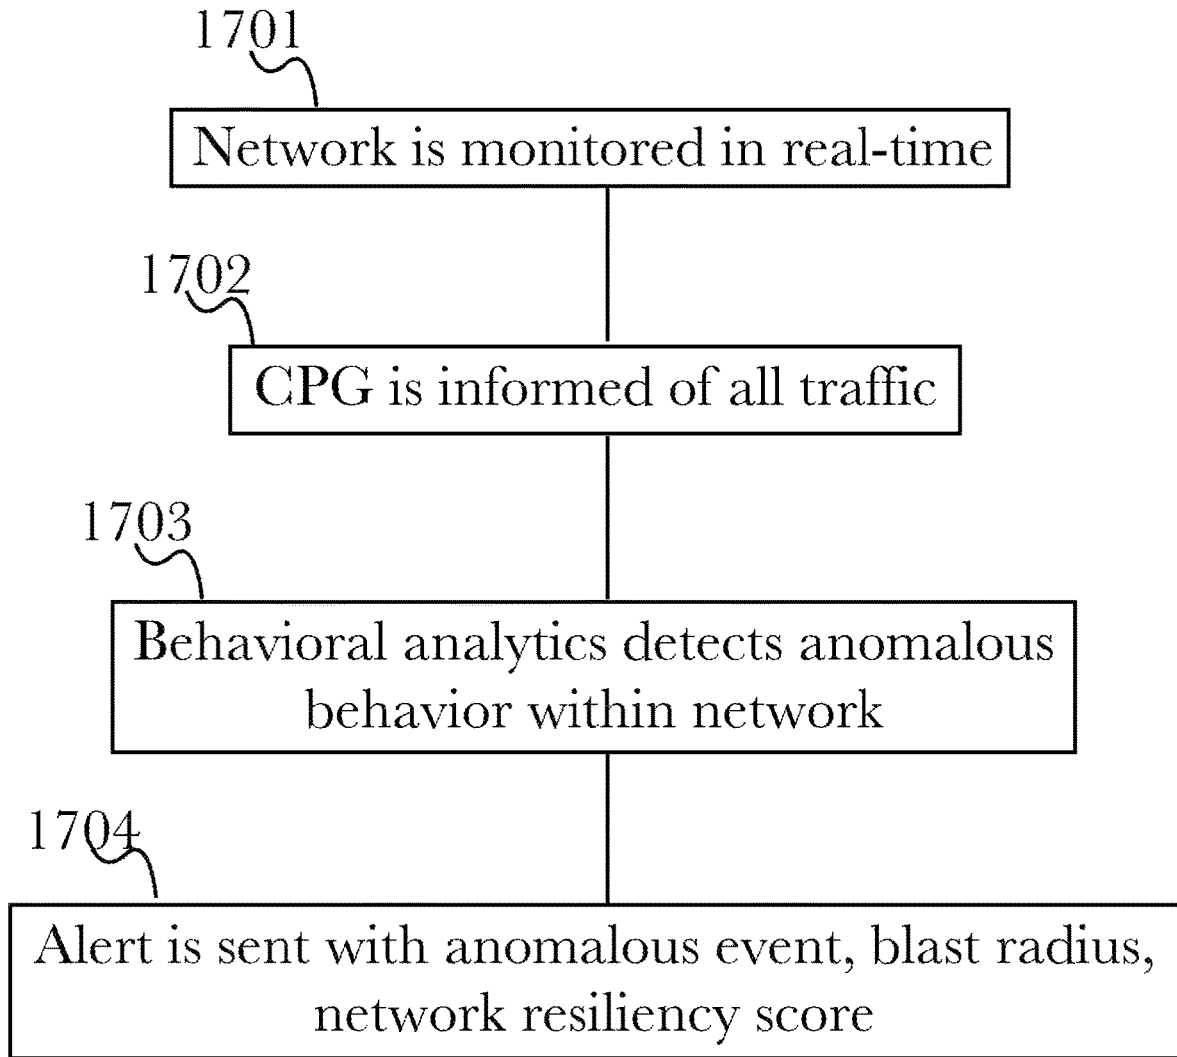 1701
Network is monitored in real-time
1702
CPG is informed of all traffic
1703
Behavioral analytics detects anomalous
behavior within network
1704
Alert is sent with anomalous event, blast radius,
network resiliency score